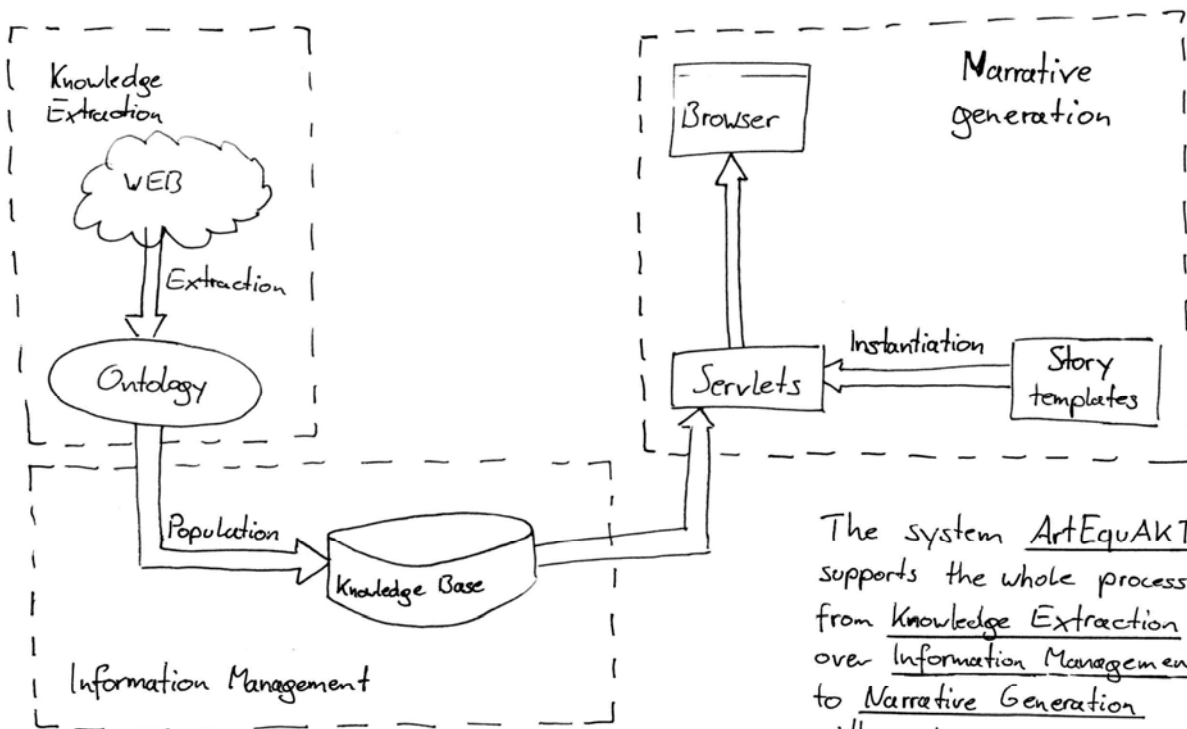 Knowledge
Extraction
WEB
Extraction
Ontology
Population
Knowledge Base
Information Management
Narrative
generation
Browser
Servlets
Instantiation
Story
templates
The system ArtEquAKT
supports the whole process
from Knowledge Extraction
over Information Managemen
to Narrative Generation